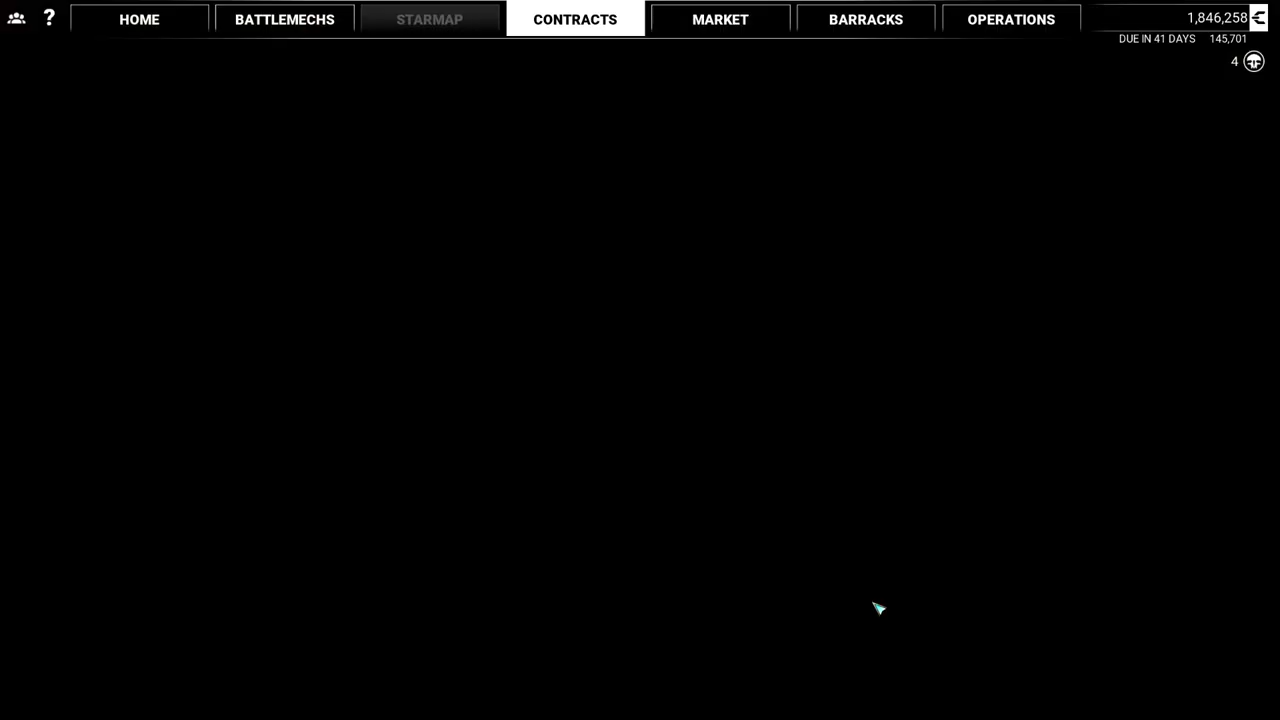 ? HOME BATTLEMECHS STARMAP CONTRACTS MARKET BARRACKS OPERATIONS 1,846,258
DUE IN 41 DAYS 145,701
4